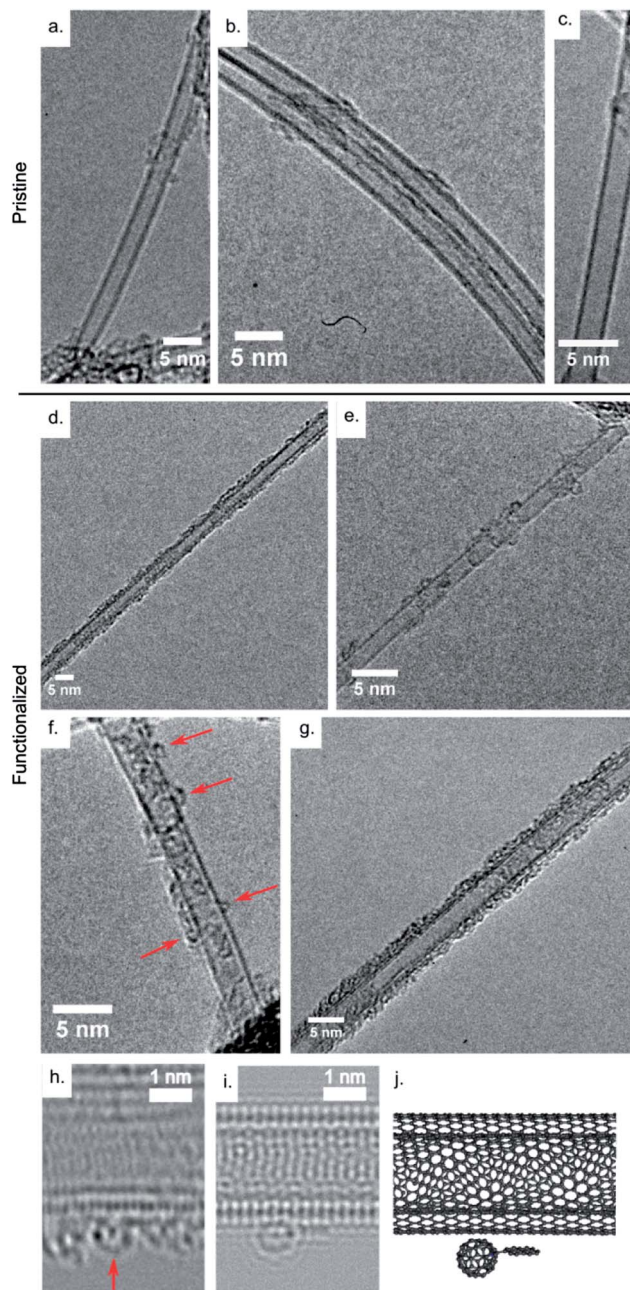 a.
b.
c.
Pristine
5 nm
5 nm
5 nm
d.
e.
Functionalized
5 nm
5 nm
f.
g.
5 nm
5 nm
h.
1 nm
i.
1 nm
j.